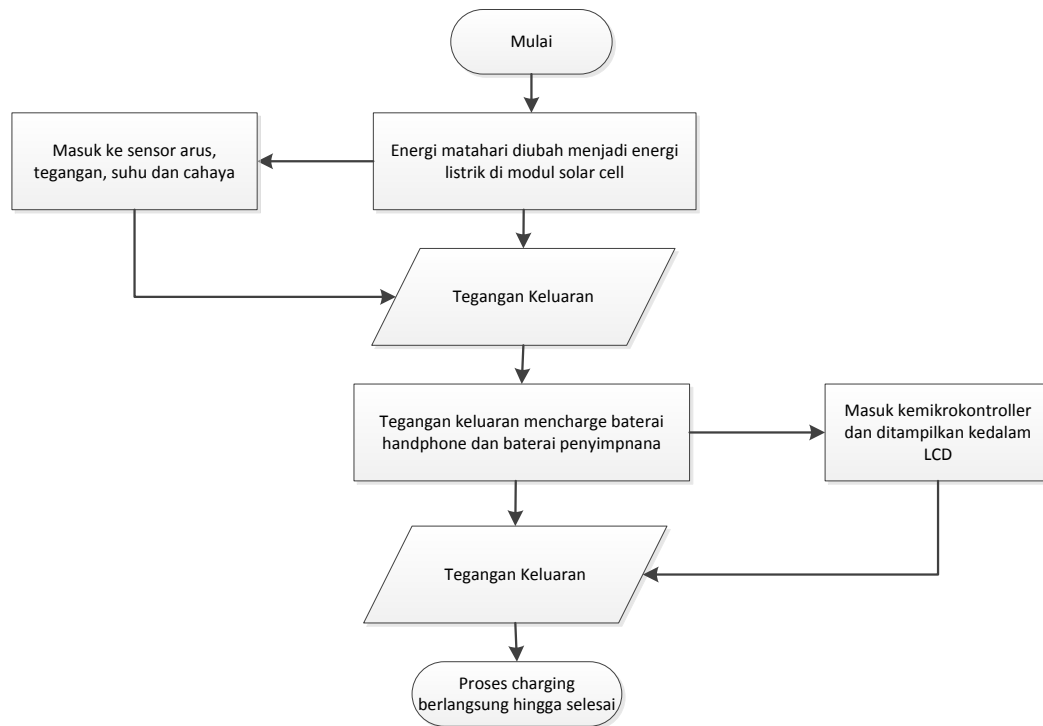 Mulai
Masuk ke sensor arus,
tegangan, suhu dan cahaya
Energi matahari diubah menjadi energi
listrik di modul solar cell
Tegangan Keluaran
Tegangan keluaran mencharge baterai
handphone dan baterai penyimpnana
Masuk kemikrokontroller
dan ditampilkan kedalam
LCD
Tegangan Keluaran
Proses charging
berlangsung hingga selesai